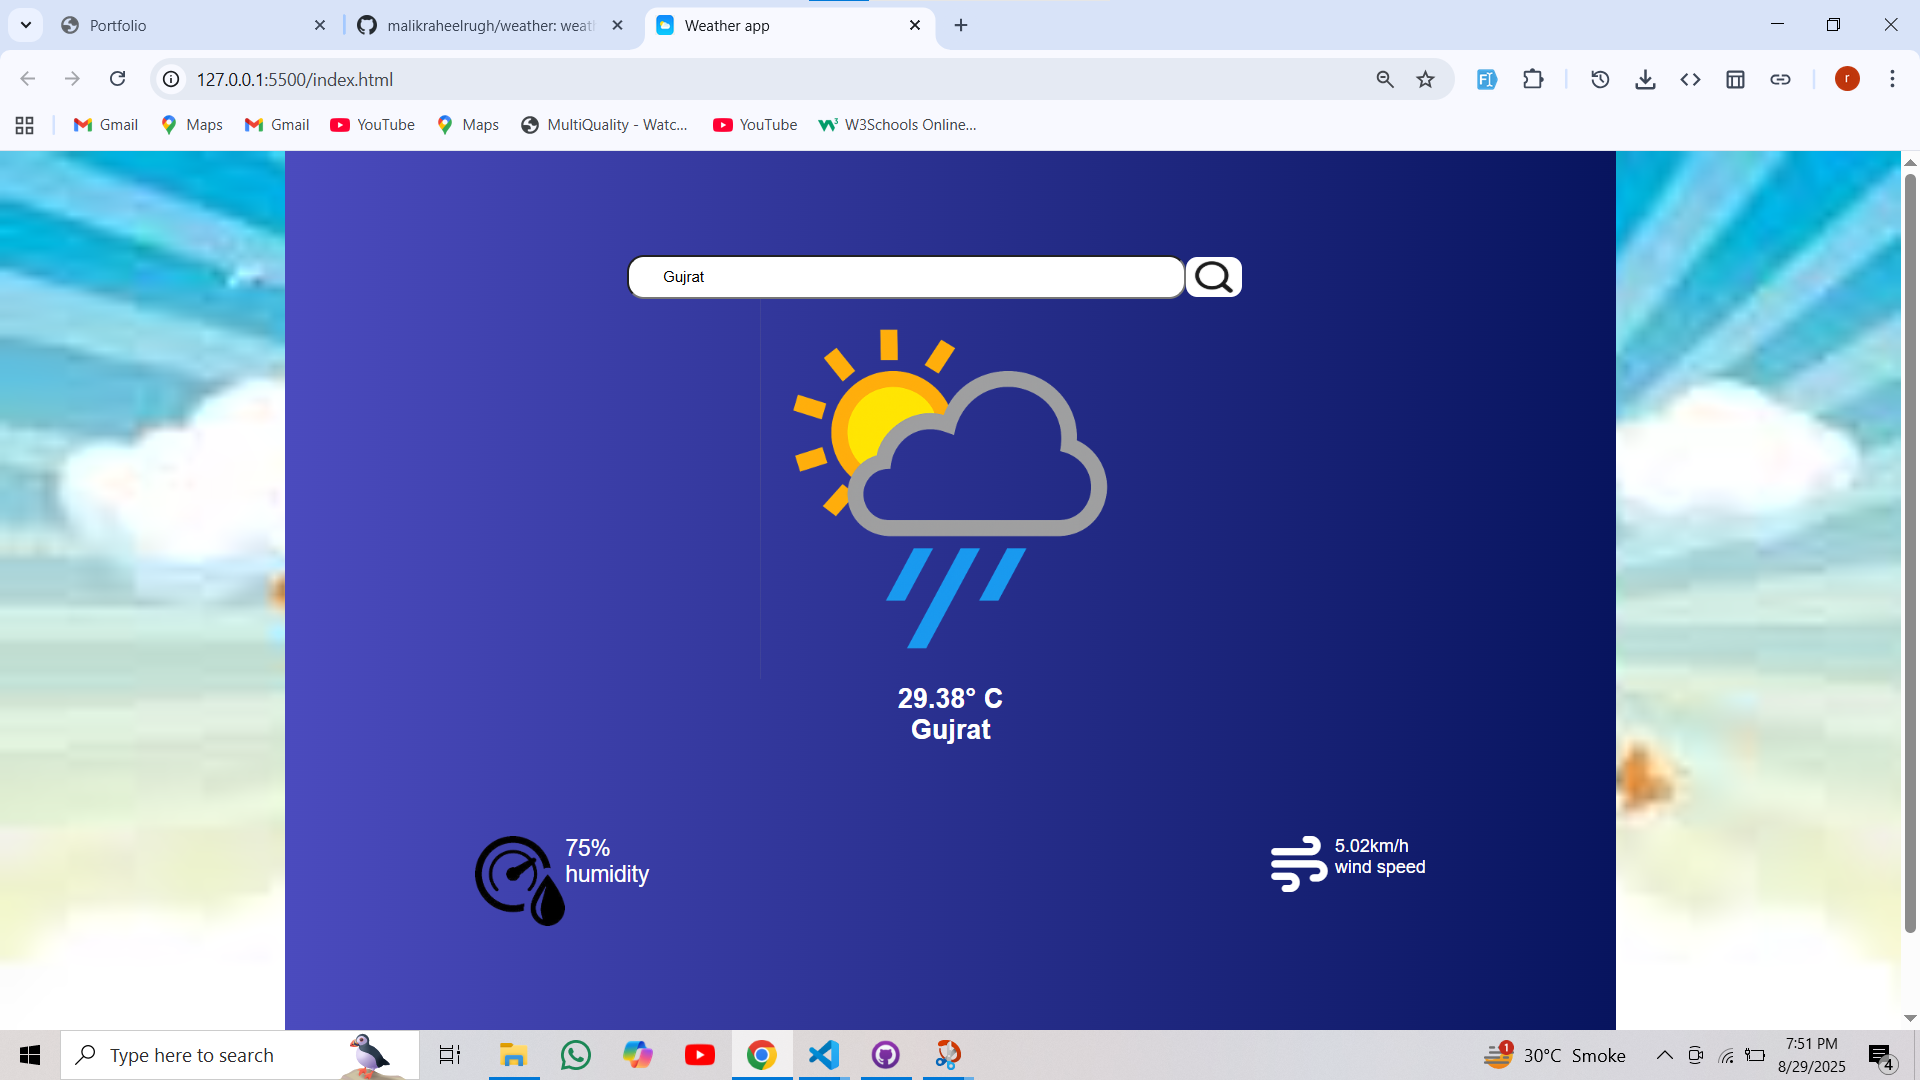 Portfolio
malikraheelrugh/weather: weat
Weather app
127.0.0.1:5500/index.html
r
Gmail
Maps
Gmail
YouTube
Maps
MultiQuality - Watc...
YouTube
W3Schools Online...
Gujrat
29.38° C
Gujrat
75%
humidity
5.02km/h
wind speed
Type here to search
1
30°C Smoke
7:51 PM
8/29/2025
4